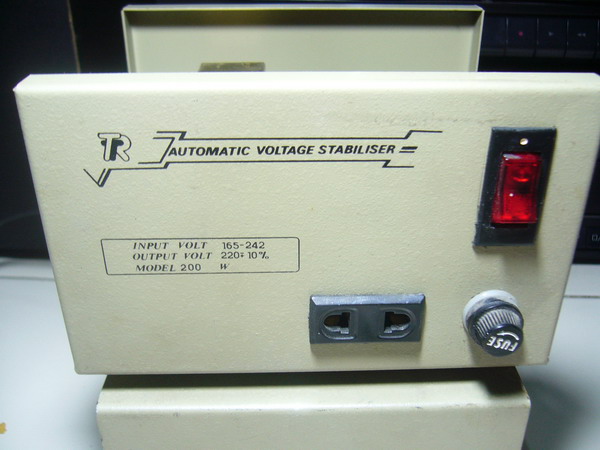 TR AUTOMATIC VOLTAGE STABILISER
INPUT VOLT 165-242
OUTPUT VOLT 220∓10%
MODEL 200 W
FUSE